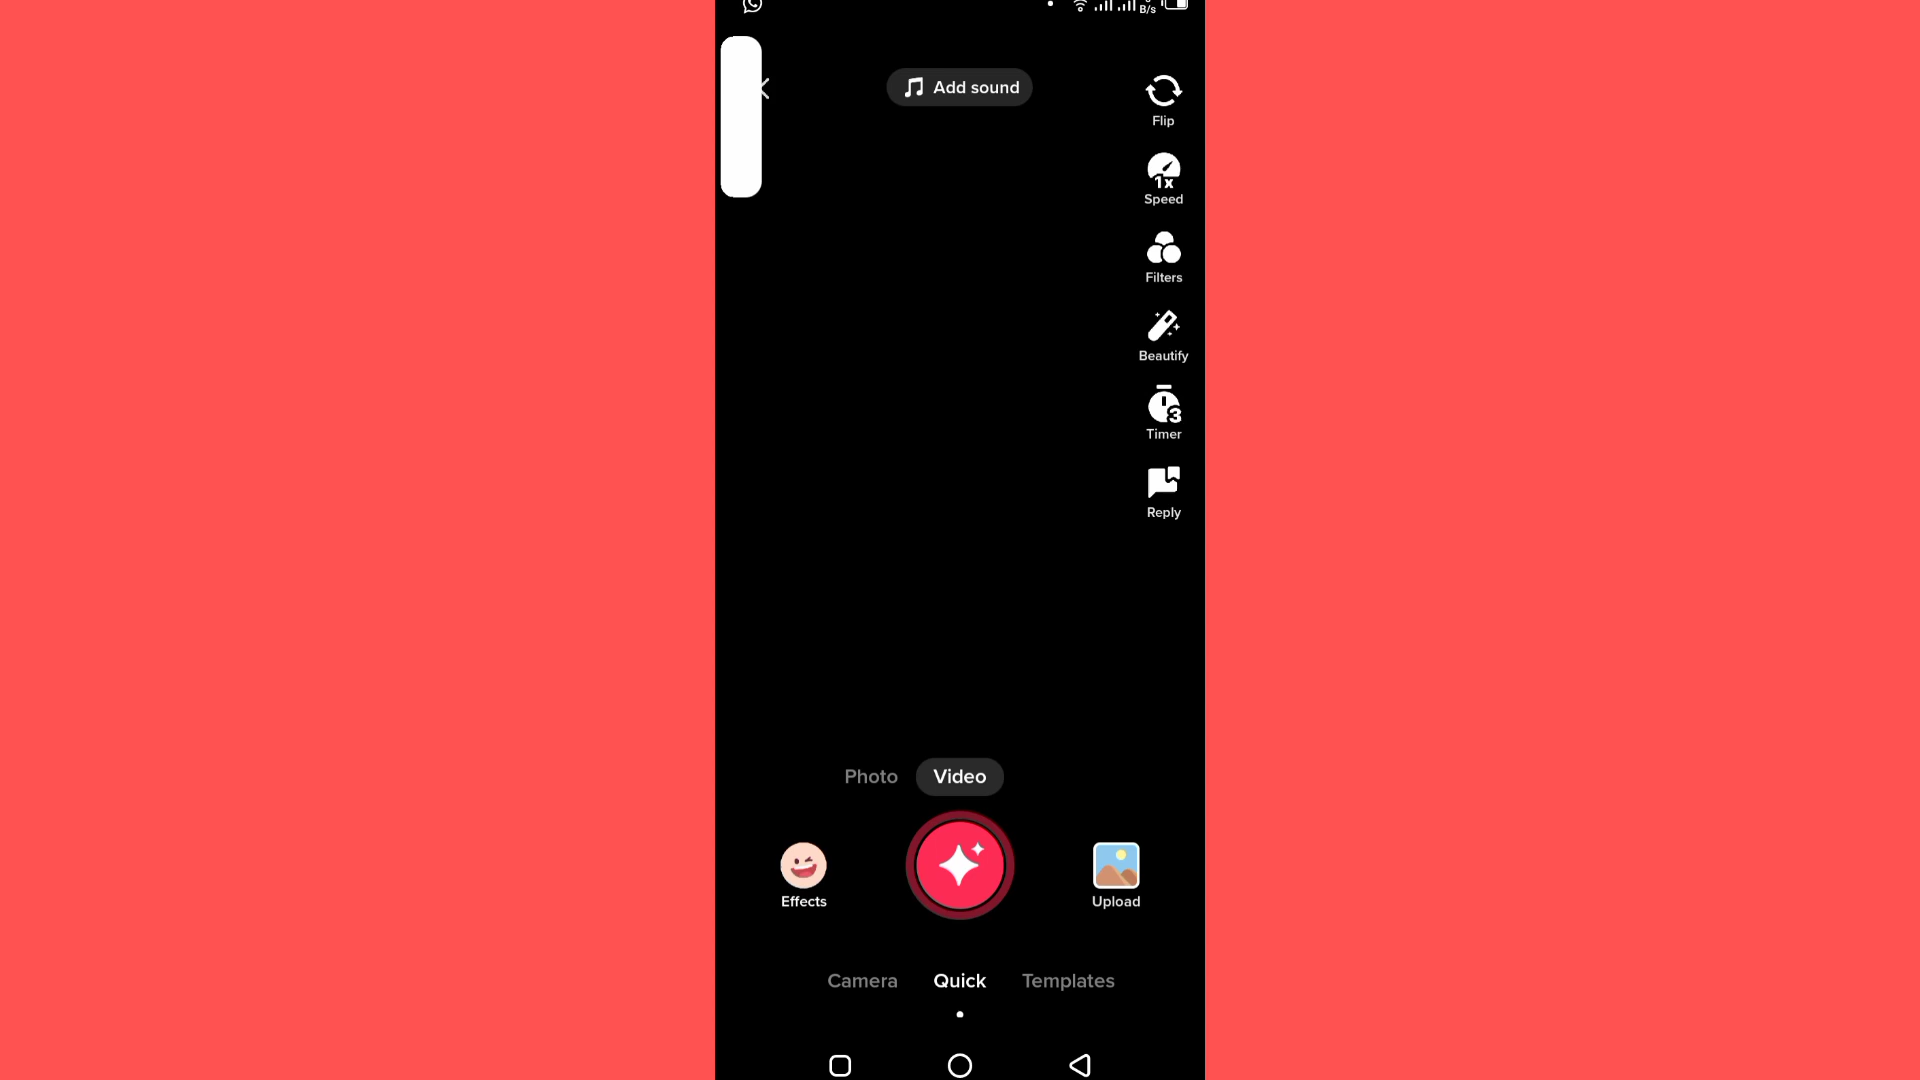 B/s
Add sound
Flip
1x
Speed
Filters
Beautify
3
Timer
Reply
Photo
Video
Effects
Upload
Camera
Quick
Templates